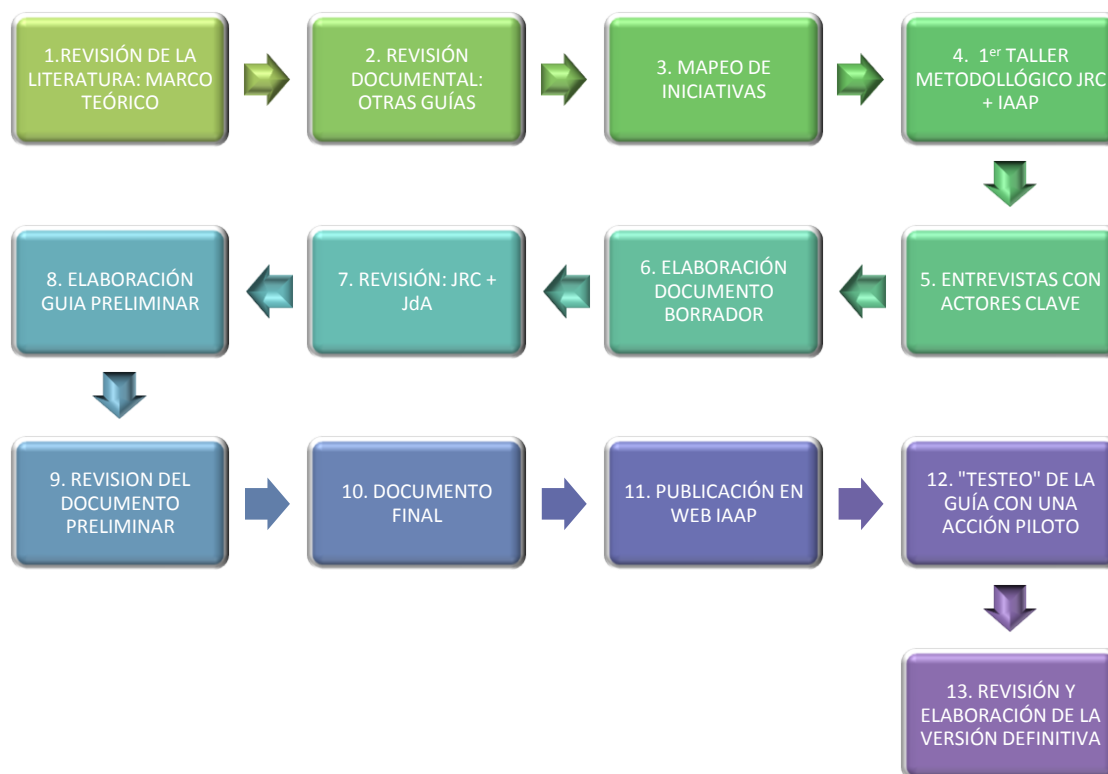 1.REVISIÓN DE LA
LITERATURA: MARCO
TEÓRICO
2. REVISIÓN
DOCUMENTAL:
OTRAS GUÍAS
3. MAPEO DE
INICIATIVAS
4. 1er TALLER
METODOLLÓGICO JRC
+ IAAP
5. ENTREVISTAS CON
ACTORES CLAVE
6. ELABORACIÓN
DOCUMENTO
BORRADOR
7. REVISIÓN: JRC +
JdA
8. ELABORACIÓN
GUIA PRELIMINAR
9. REVISION DEL
DOCUMENTO
PRELIMINAR
10. DOCUMENTO
FINAL
11. PUBLICACIÓN EN
WEB IAAP
12. "TESTEO" DE LA
GUÍA CON UNA
ACCIÓN PILOTO
13. REVISIÓN Y
ELABORACIÓN DE LA
VERSIÓN DEFINITIVA